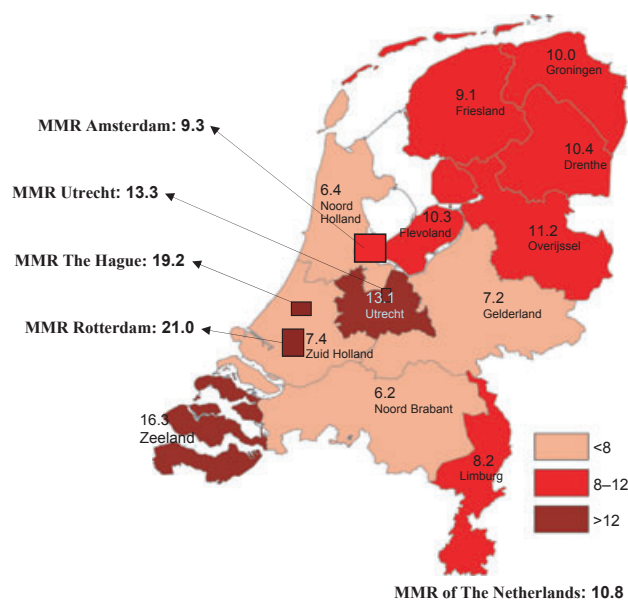 10.0
Groningen
9.1
Friesland
MMR Amsterdam: 9.3
10.4
Drenthe
MMR Utrecht: 13.3
6.4
Noord
Holland
10.3
Flevoland
11.2
Overijssel
MMR The Hague: 19.2
13.1
Utrecht
7.2
Gelderland
MMR Rotterdam: 21.0
7.4
Zuid Holland
6.2
Noord Brabant
16.3
Zeeland
8.2
Limburg
<8
8–12
>12
MMR of The Netherlands: 10.8